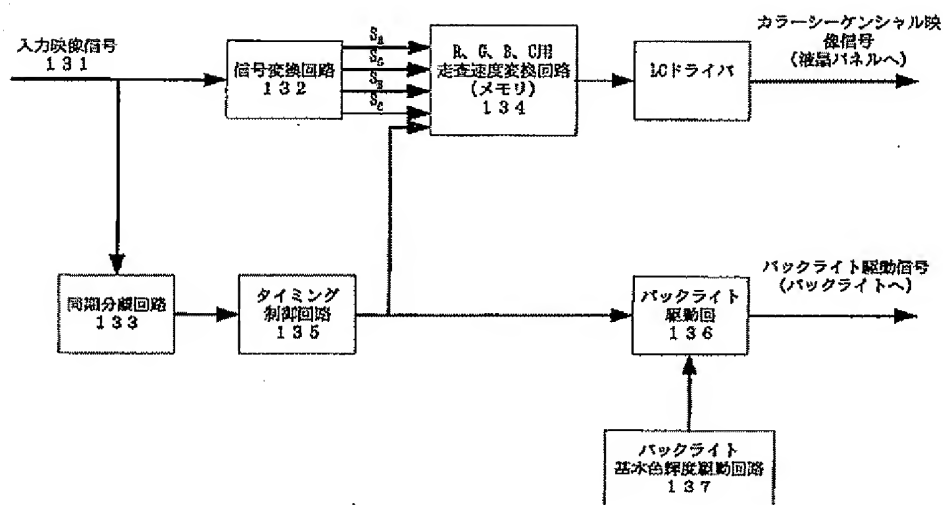 入力映像信号
131
信号変換回路
132
S_R
S_G
S_B
S_C
R、G、B、C用
走査速度変換回路
(メモリ)
134
LCドライバ
カラーシーケンシャル映
像信号
(液晶パネルへ)
同期分離回路
133
タイミング
制御回路
135
バックライト
駆動回
136
バックライト駆動信号
(バックライトへ)
バックライト
基本色輝度駆動回路
137